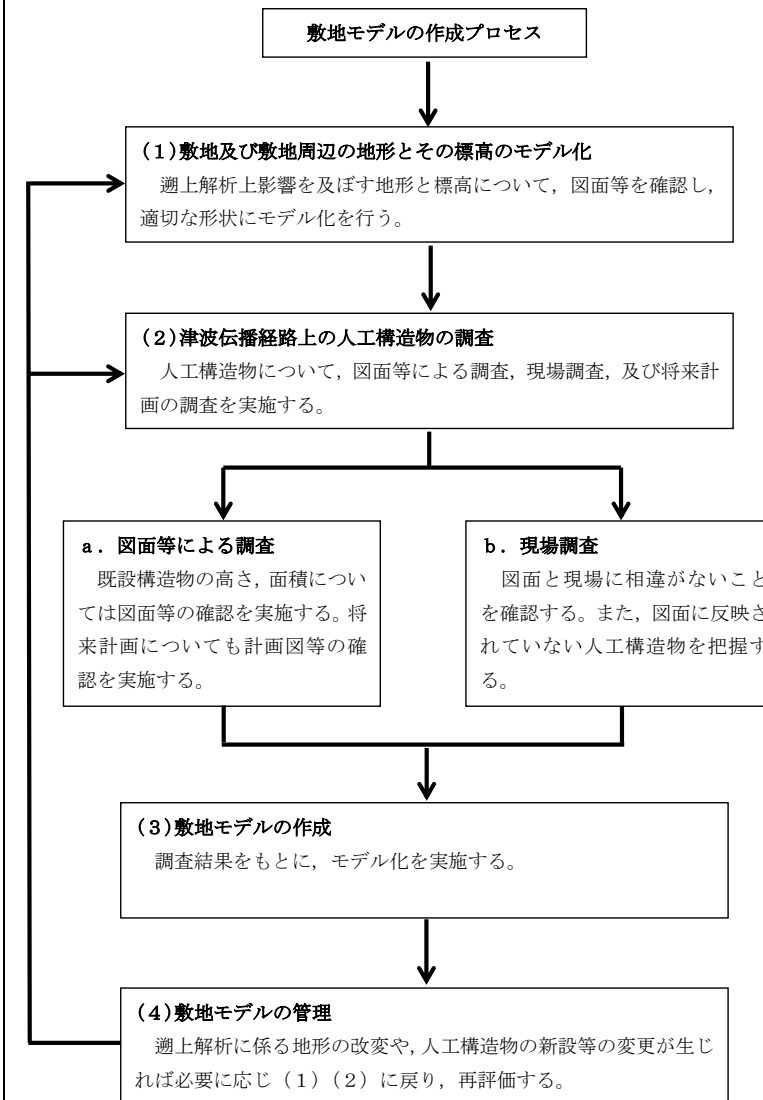 敷地モデルの作成プロセス
(1)敷地及び敷地周辺の地形とその標高のモデル化
遡上解析上影響を及ぼす地形と標高について，図面等を確認し，
適切な形状にモデル化を行う。
(2)津波伝播経路上の人工構造物の調査
人工構造物について，図面等による調査，現場調査，及び将来計
画の調査を実施する。
a．図面等による調査
既設構造物の高さ，面積につい
ては図面等の確認を実施する。将
来計画についても計画図等の確
認を実施する。
b．現場調査
図面と現場に相違がないこと
を確認する。また，図面に反映さ
れていない人工構造物を把握す
る。
(3)敷地モデルの作成
調査結果をもとに，モデル化を実施する。
(4)敷地モデルの管理
遡上解析に係る地形の改変や，人工構造物の新設等の変更が生じ
れば必要に応じ（1）（2）に戻り，再評価する。